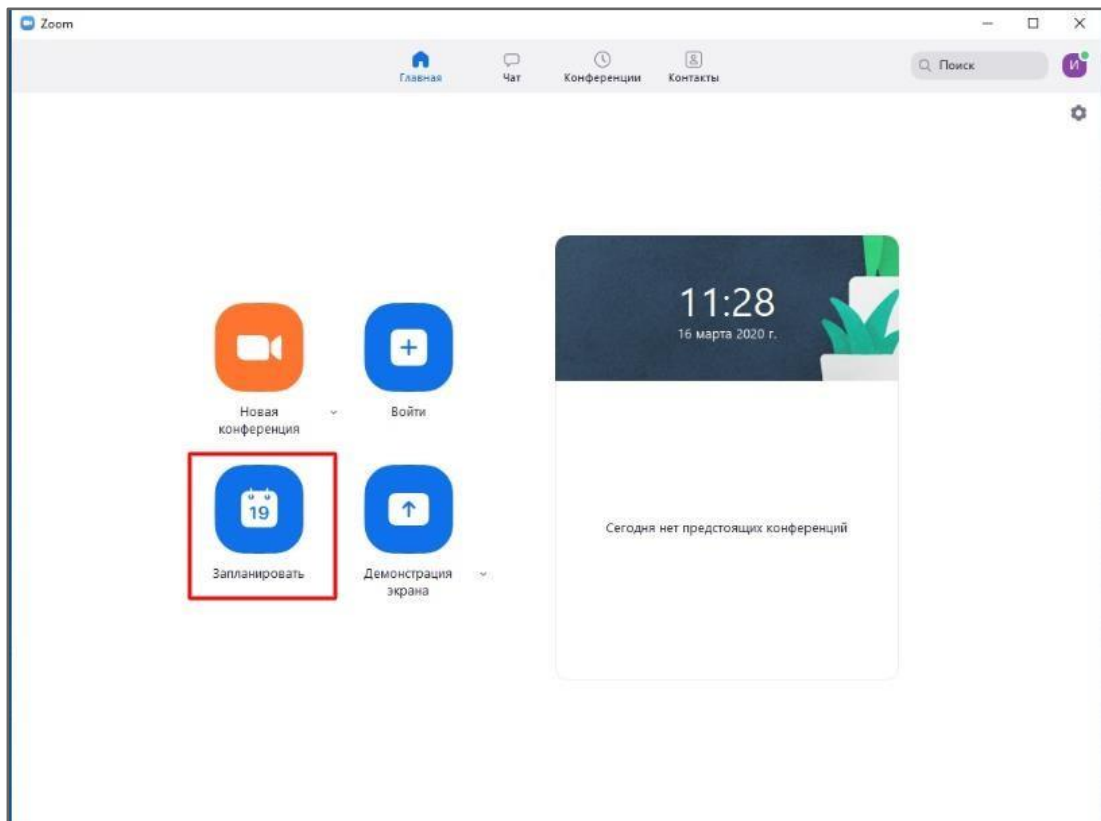 Zoom
Главная
Чат
Конференции
Контакты
Поиск
И
11:28
16 марта 2020 г.
Новая
конференция
Войти
19
Запланировать
Демонстрация
экрана
Сегодня нет предстоящих конференций